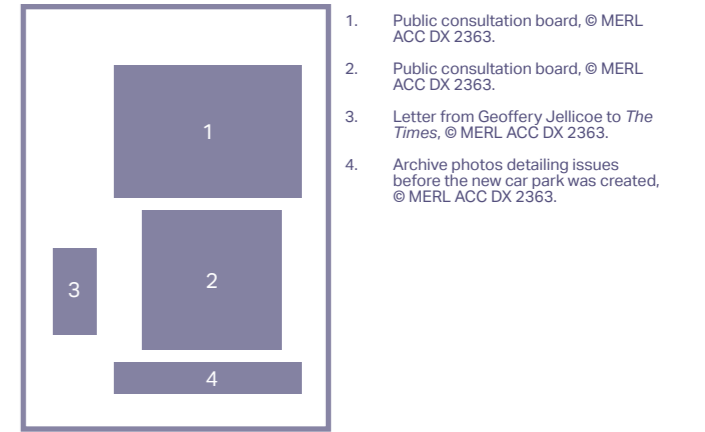 1
2
3
4
1. Public consultation board, © MERL
ACC DX 2363.
2. Public consultation board, © MERL
ACC DX 2363.
3. Letter from Geoffery Jellicoe to The
Times, © MERL ACC DX 2363.
4. Archive photos detailing issues
before the new car park was created,
© MERL ACC DX 2363.